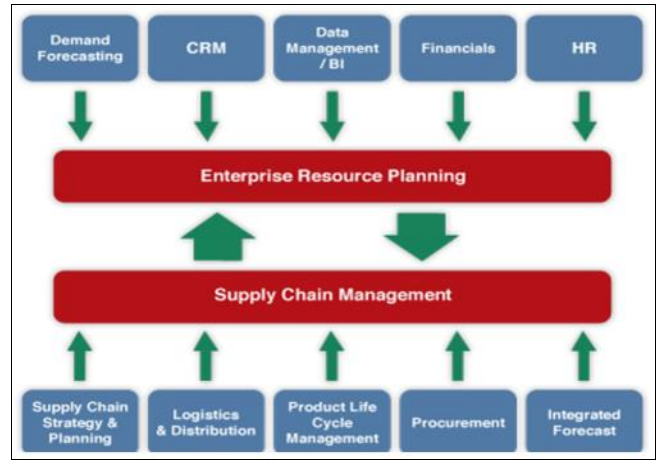 Demand
Forecasting
CRM
Data
Management
/ BI
Financials
HR
Enterprise Resource Planning
Supply Chain Management
Supply Chain
Strategy &
Planning
Logistics
& Distribution
Product Life
Cycle
Management
Procurement
Integrated
Forecast